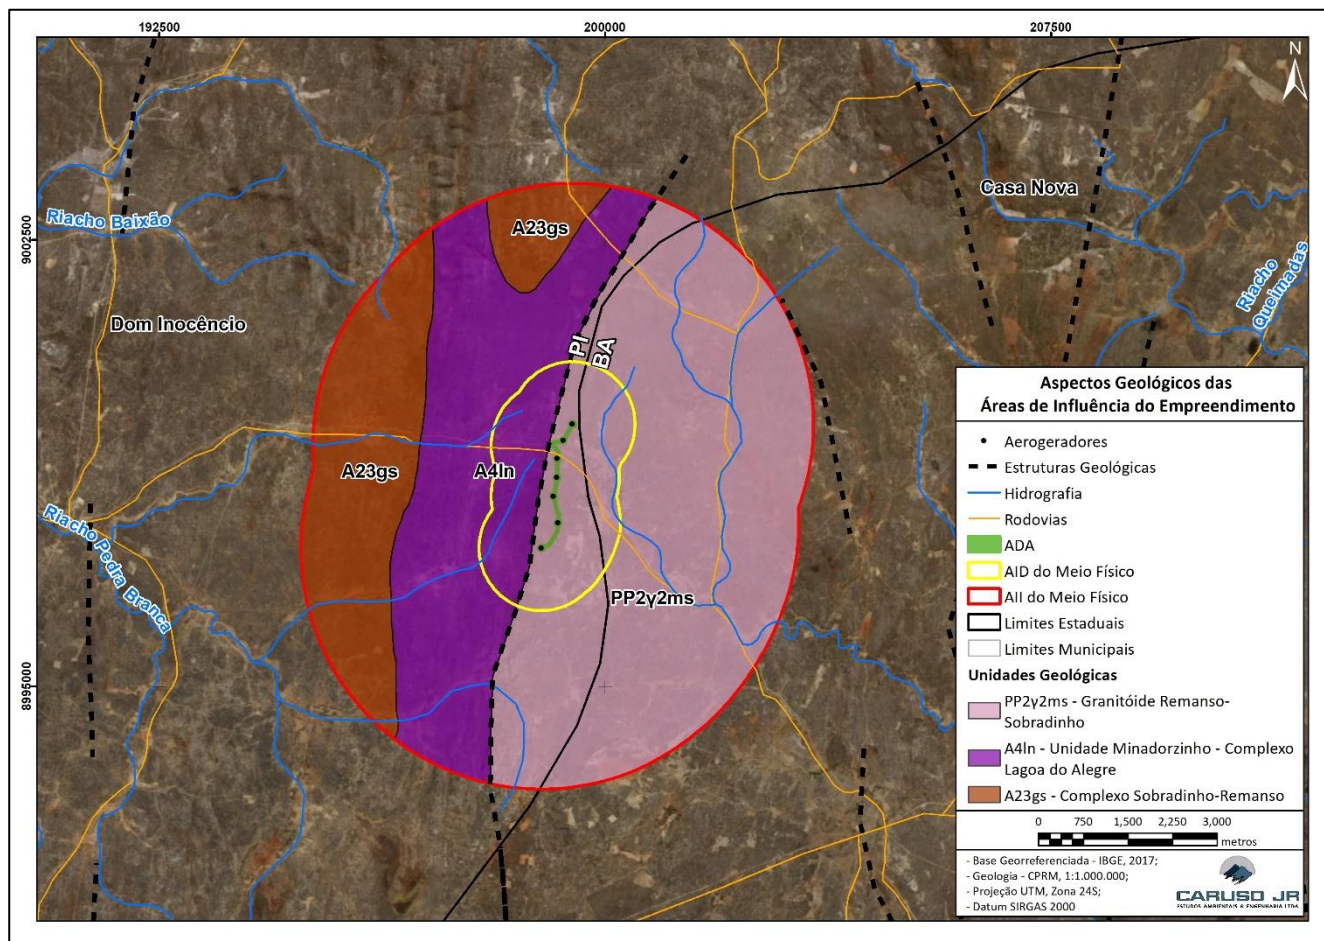 192500
200000
207500
N
9002500
8995000
Riacho Baixão
Dom Inocêncio
Casa Nova
Riacho
Queimadas
A23gs
PI
BA
A23gs
A4ln
PP2γ2ms
Riacho Pedra Branca
Aspectos Geológicos das
Áreas de Influência do Empreendimento
Aerogeradores
Estruturas Geológicas
Hidrografia
Rodovias
ADA
AID do Meio Físico
AII do Meio Físico
Limites Estaduais
Limites Municipais
Unidades Geológicas
PP2γ2ms - Granitóide Remanso-
Sobradinho
A4ln - Unidade Minadorzinho - Complexo
Lagoa do Alegre
A23gs - Complexo Sobradinho-Remanso
0 750 1,500 2,250 3,000
metros
- Base Georreferenciada - IBGE, 2017;
- Geologia - CPRM, 1:1.000.000;
- Projeção UTM, Zona 24S;
- Datum SIRGAS 2000
CARUSO JR
ESTUDOS AMBIENTAIS & ENGENHARIA LTDA